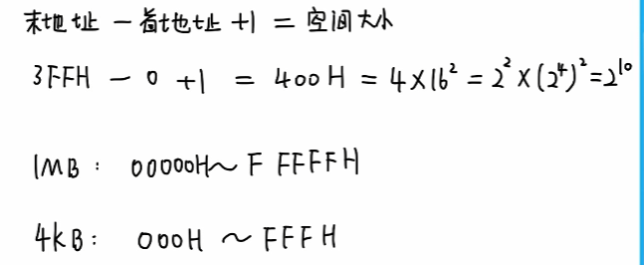 末地址 - 首地址 +1 = 空间大小
3FFH - 0 +1 = 400H = 4×16² = 2²×(2⁴)² = 2¹⁰
1MB： 00000H～F FFFFH
4kB： 000H ～ FFFH